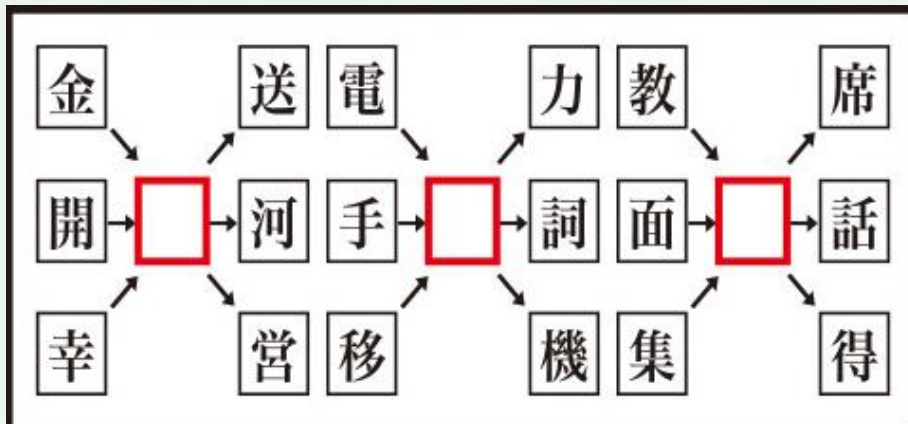 金 送 電 力 教 席
開 河 手 詞 面 話
幸 営 移 機 集 得